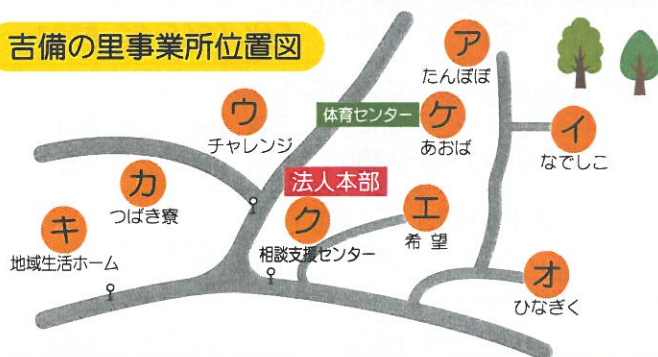 吉備の里事業所位置図
ア
たんぽぽ
ウ
チャレンジ
体育センター
ケ
あおば
イ
なでしこ
カ
つばき寮
法人本部
キ
地域生活ホーム
ク
相談支援センター
エ
希望
オ
ひなぎく